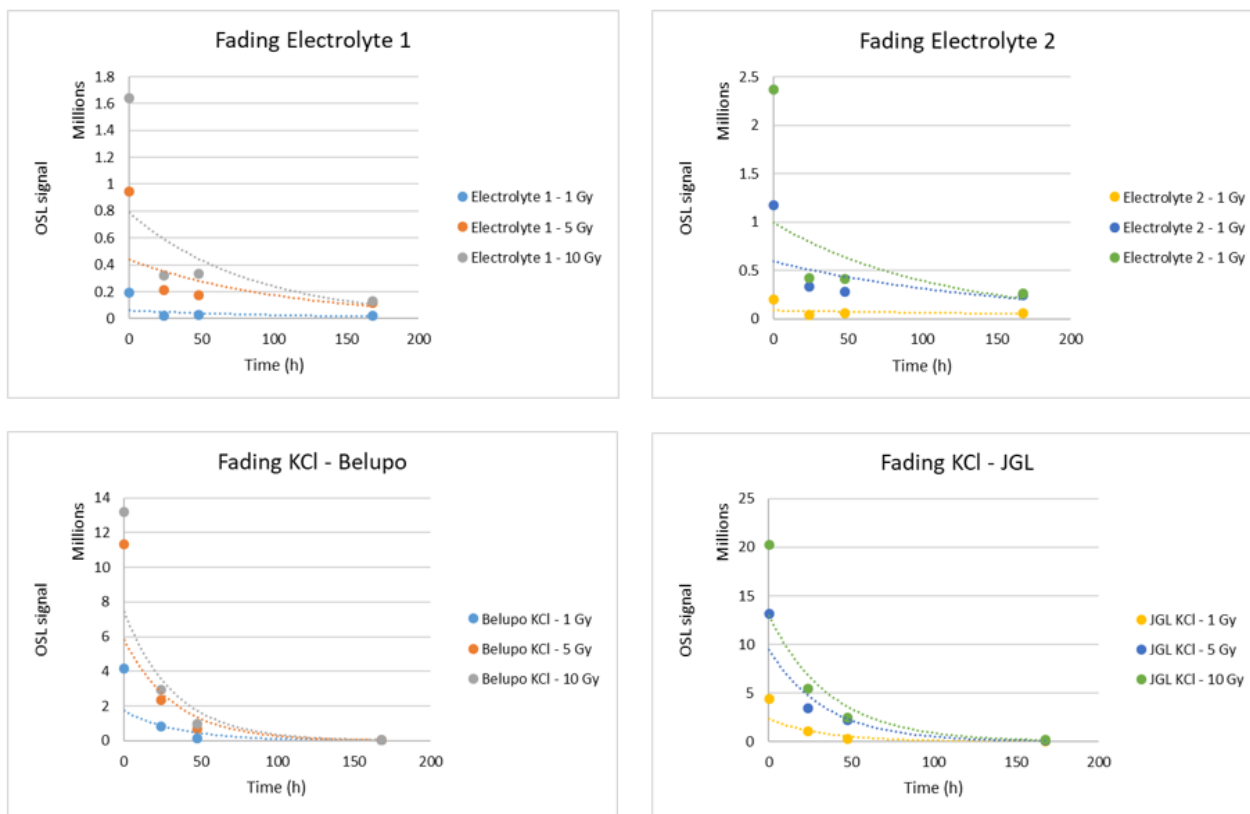 Fading Electrolyte 1
1.8
1.6
1.4
1.2
1
0.8
0.6
0.4
0.2
0
Millions
OSL signal
0
50
100
150
200
Time (h)
Electrolyte 1 - 1 Gy
Electrolyte 1 - 5 Gy
Electrolyte 1 - 10 Gy
Fading Electrolyte 2
2.5
2
1.5
1
0.5
0
Millions
OSL signal
0
50
100
150
200
Time (h)
Electrolyte 2 - 1 Gy
Electrolyte 2 - 1 Gy
Electrolyte 2 - 1 Gy
Fading KCl - Belupo
14
12
10
8
6
4
2
0
Millions
OSL signal
0
50
100
150
200
Time (h)
Belupo KCl - 1 Gy
Belupo KCl - 5 Gy
Belupo KCl - 10 Gy
Fading KCl - JGL
25
20
15
10
5
0
Millions
OSL signal
0
50
100
150
200
Time (h)
JGL KCl - 1 Gy
JGL KCl - 5 Gy
JGL KCl - 10 Gy